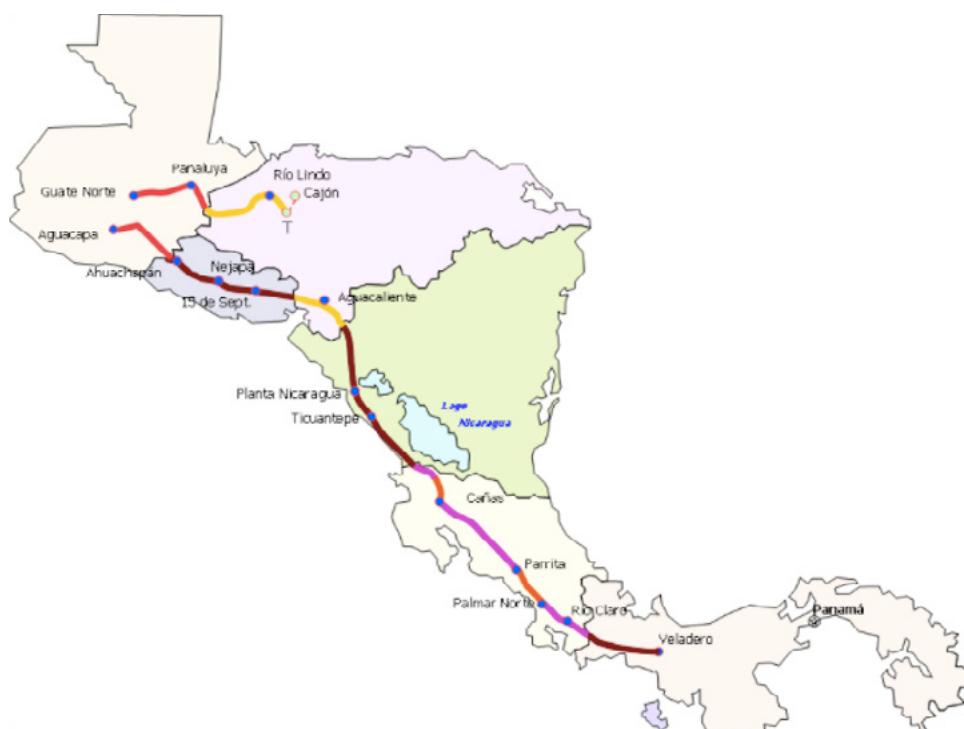 Panaluya
Río Lindo
Guate Norte
Cajón
T
Aguacapa
Ahuachapán
Nejapa
15 de Sept.
Aguacaliente
Planta Nicaragua
Lago
Nicaragua
Ticuantepe
Cañas
Parrita
Palmar Norte
Río Claro
Panamá
Veladero